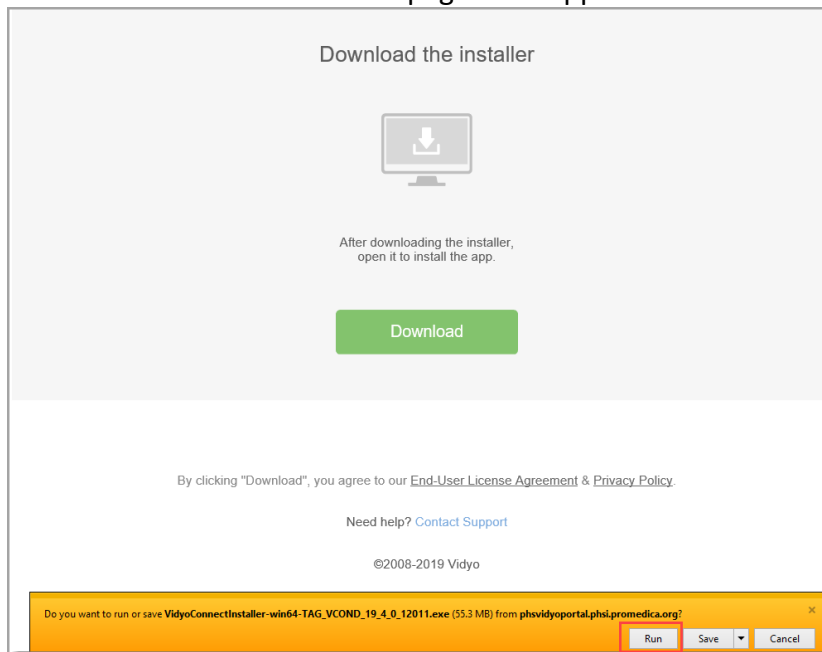 Download the installer
After downloading the installer,
open it to install the app.
Download
By clicking "Download", you agree to our End-User License Agreement & Privacy Policy.
Need help? Contact Support
©2008-2019 Vidyo
Do you want to run or save VidyoConnectInstaller-win64-TAG_VCOND_19_4_0_12011.exe (55.3 MB) from phsvidyoportal.phsi.promedica.org?
Run Save Cancel